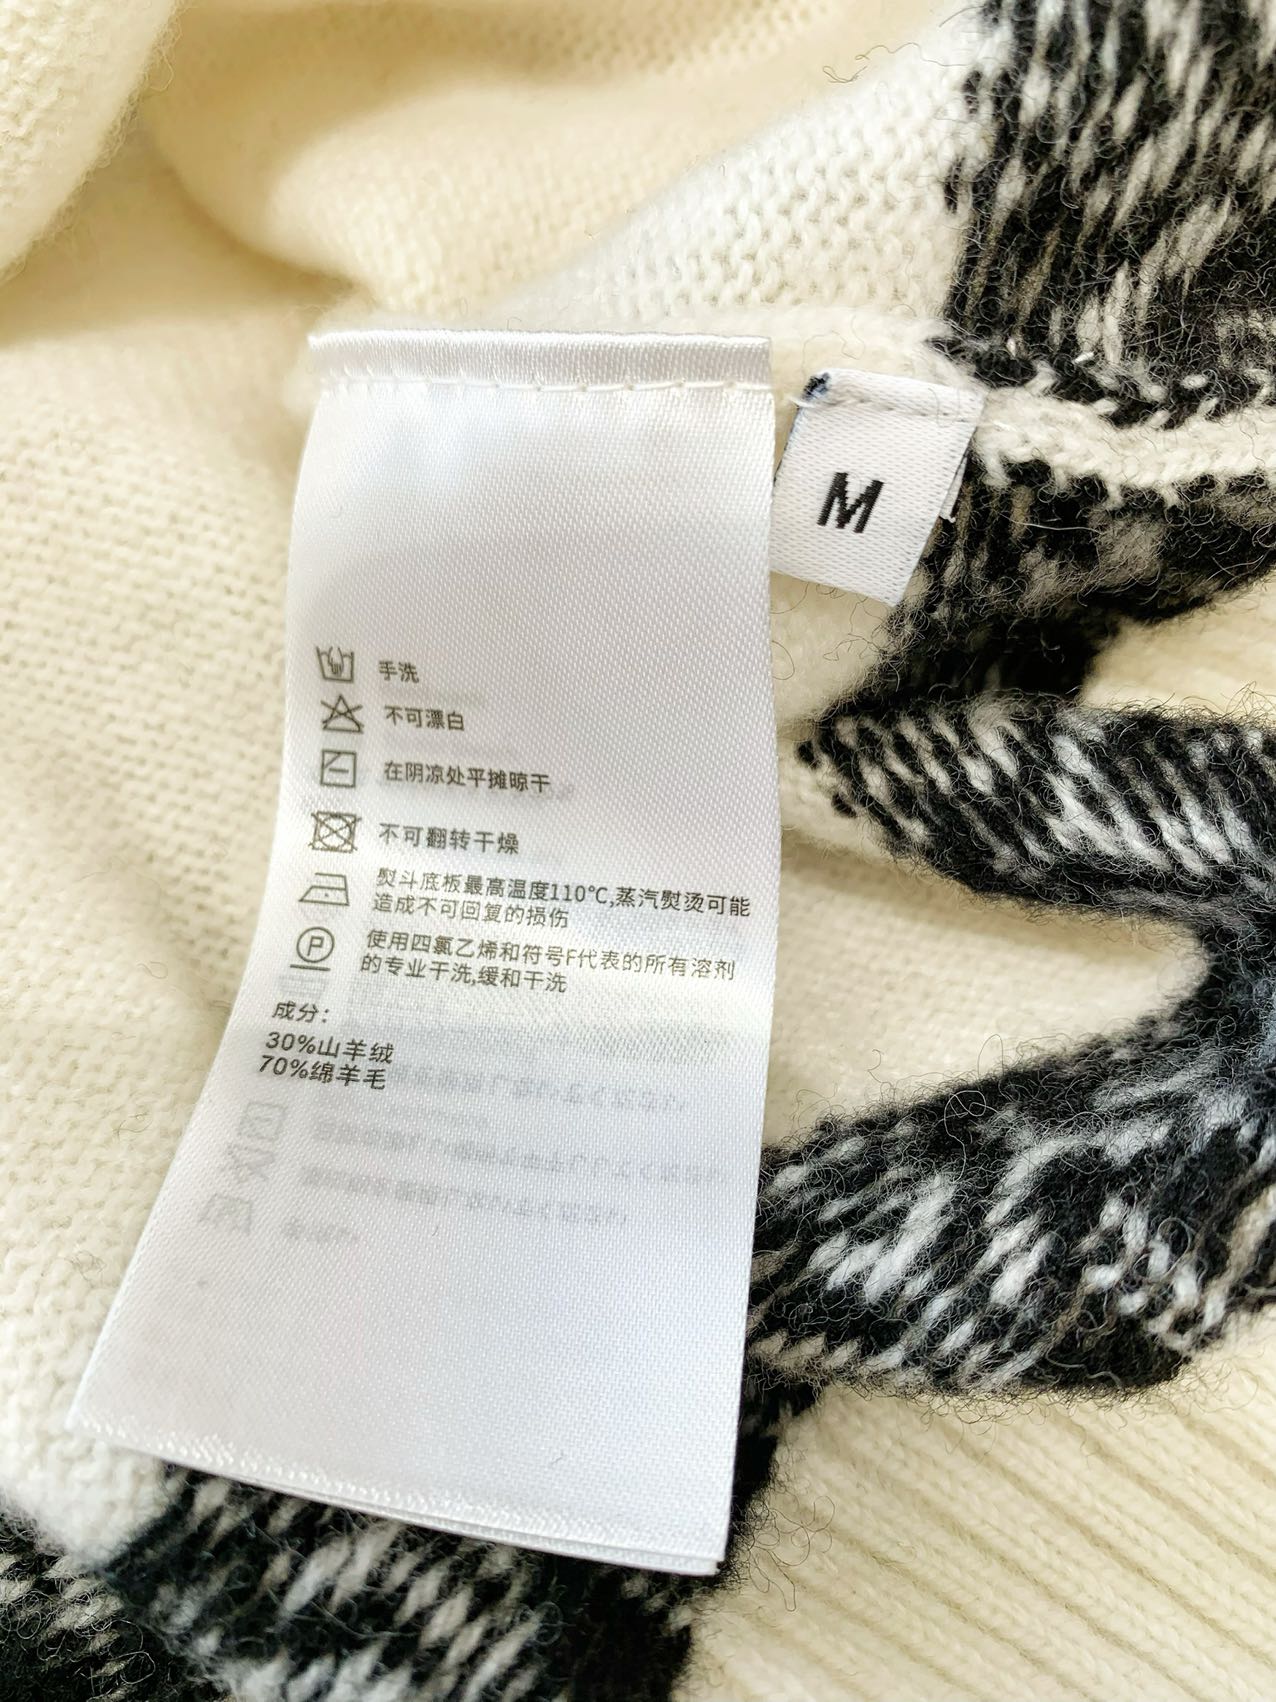 M
手洗
不可漂白
在阴凉处平摊晾干
不可翻转干燥
熨斗底板最高温度110℃,蒸汽熨烫可能
造成不可回复的损伤
P
使用四氯乙烯和符号F代表的所有溶剂
的专业干洗,缓和干洗
成分：
30%山羊绒
70%绵羊毛